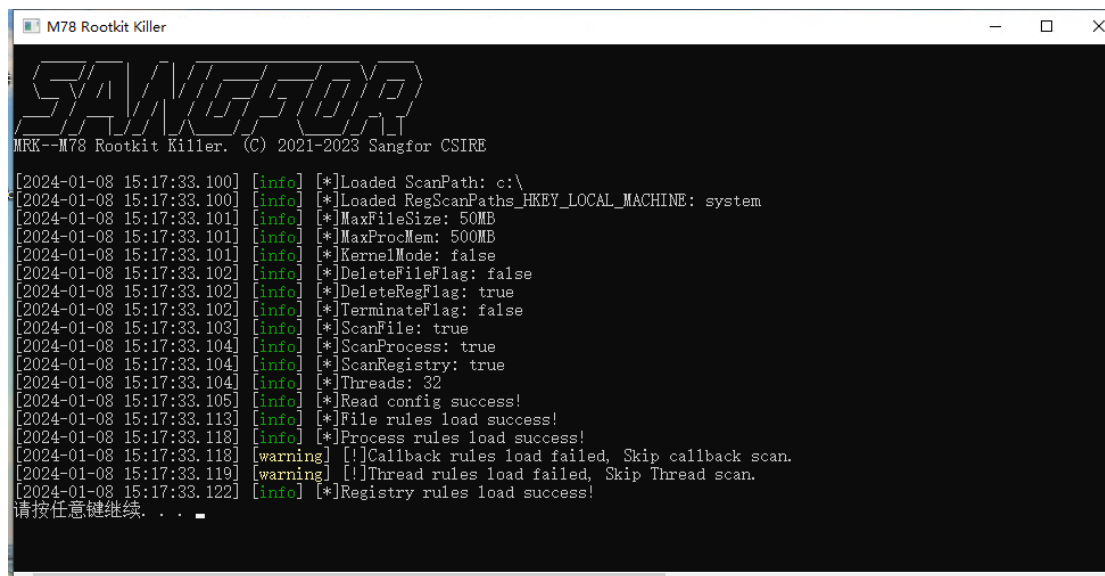 M78 Rootkit Killer
SANGFOR
MRK--M78 Rootkit Killer. (C) 2021-2023 Sangfor CSIRE
[2024-01-08 15:17:33.100] [info] [*]Loaded ScanPath: c:\
[2024-01-08 15:17:33.100] [info] [*]Loaded RegScanPaths_HKEY_LOCAL_MACHINE: system
[2024-01-08 15:17:33.101] [info] [*]MaxFileSize: 50MB
[2024-01-08 15:17:33.101] [info] [*]MaxProcMem: 500MB
[2024-01-08 15:17:33.101] [info] [*]KernelMode: false
[2024-01-08 15:17:33.102] [info] [*]DeleteFileFlag: false
[2024-01-08 15:17:33.102] [info] [*]DeleteRegFlag: true
[2024-01-08 15:17:33.102] [info] [*]TerminateFlag: false
[2024-01-08 15:17:33.103] [info] [*]ScanFile: true
[2024-01-08 15:17:33.104] [info] [*]ScanProcess: true
[2024-01-08 15:17:33.104] [info] [*]ScanRegistry: true
[2024-01-08 15:17:33.104] [info] [*]Threads: 32
[2024-01-08 15:17:33.105] [info] [*]Read config success!
[2024-01-08 15:17:33.113] [info] [*]File rules load success!
[2024-01-08 15:17:33.118] [info] [*]Process rules load success!
[2024-01-08 15:17:33.118] [warning] [!]Callback rules load failed, Skip callback scan.
[2024-01-08 15:17:33.119] [warning] [!]Thread rules load failed, Skip Thread scan.
[2024-01-08 15:17:33.122] [info] [*]Registry rules load success!
请按任意键继续. . .